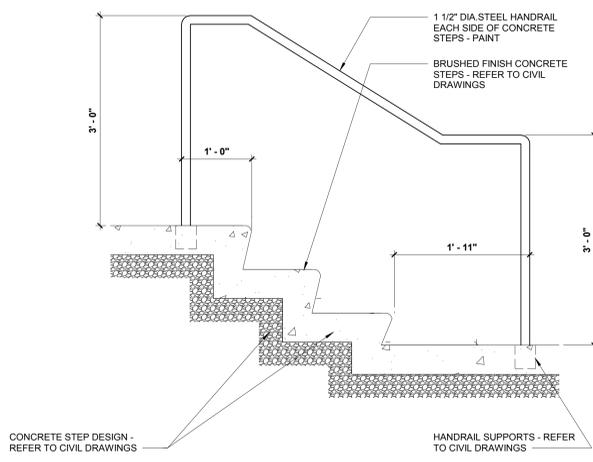 1 1/2" DIA.STEEL HANDRAIL
EACH SIDE OF CONCRETE
STEPS - PAINT
BRUSHED FINISH CONCRETE
STEPS - REFER TO CIVIL
DRAWINGS
3' - 0"
1' - 0"
1' - 11"
3' - 0"
CONCRETE STEP DESIGN -
REFER TO CIVIL DRAWINGS
HANDRAIL SUPPORTS - REFER
TO CIVIL DRAWINGS